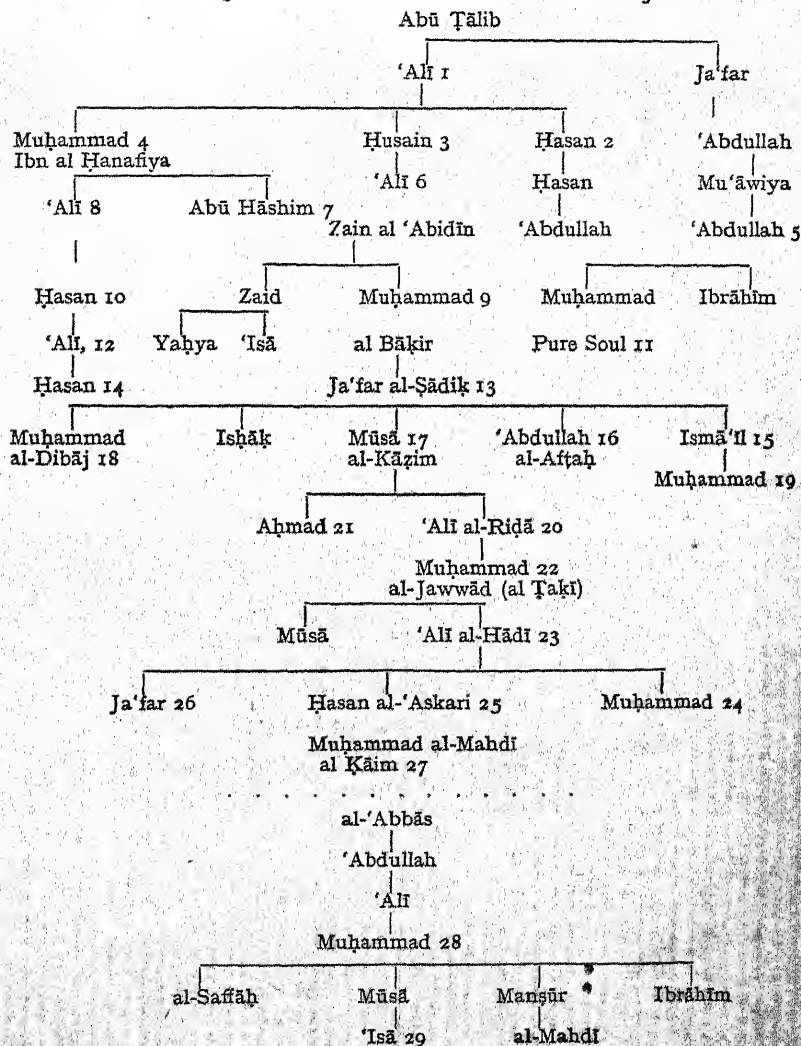 Abū Ṭālib
‘Alī 1 Ja‘far
Muḥammad 4 Ḥusain 3 Ḥasan 2 ‘Abdullah
Ibn al Ḥanafiya
‘Alī 6 Ḥasan Mu‘āwiya
‘Alī 8 Abū Hāshim 7
Zain al ‘Abidīn ‘Abdullah ‘Abdullah 5
Ḥasan 10 Zaid Muḥammad 9 Muḥammad Ibrāhīm
‘Alī, 12 Yaḥya ‘Isā al Bāḳir Pure Soul 11
Ḥasan 14 Ja‘far al-Ṣādiḳ 13
Muḥammad Isḥāḳ Mūsā 17 ‘Abdullah 16 Ismā‘īl 15
al-Dibāj 18 al-Kāẓim al-Afṭaḥ
Muḥammad 19
Aḥmad 21 ‘Alī al-Riḍā 20
Muḥammad 22
al-Jawwād (al Ṭaḳī)
Mūsā ‘Alī al-Hādī 23
Ja‘far 26 Ḥasan al-‘Askari 25 Muḥammad 24
Muḥammad al-Mahdī
al Ḳāim 27
al-‘Abbās
‘Abdullah
‘Alī
Muḥammad 28
al-Saffāḥ Mūsā Manṣūr Ibrāhīm
‘Isā 29 al-Mahdī